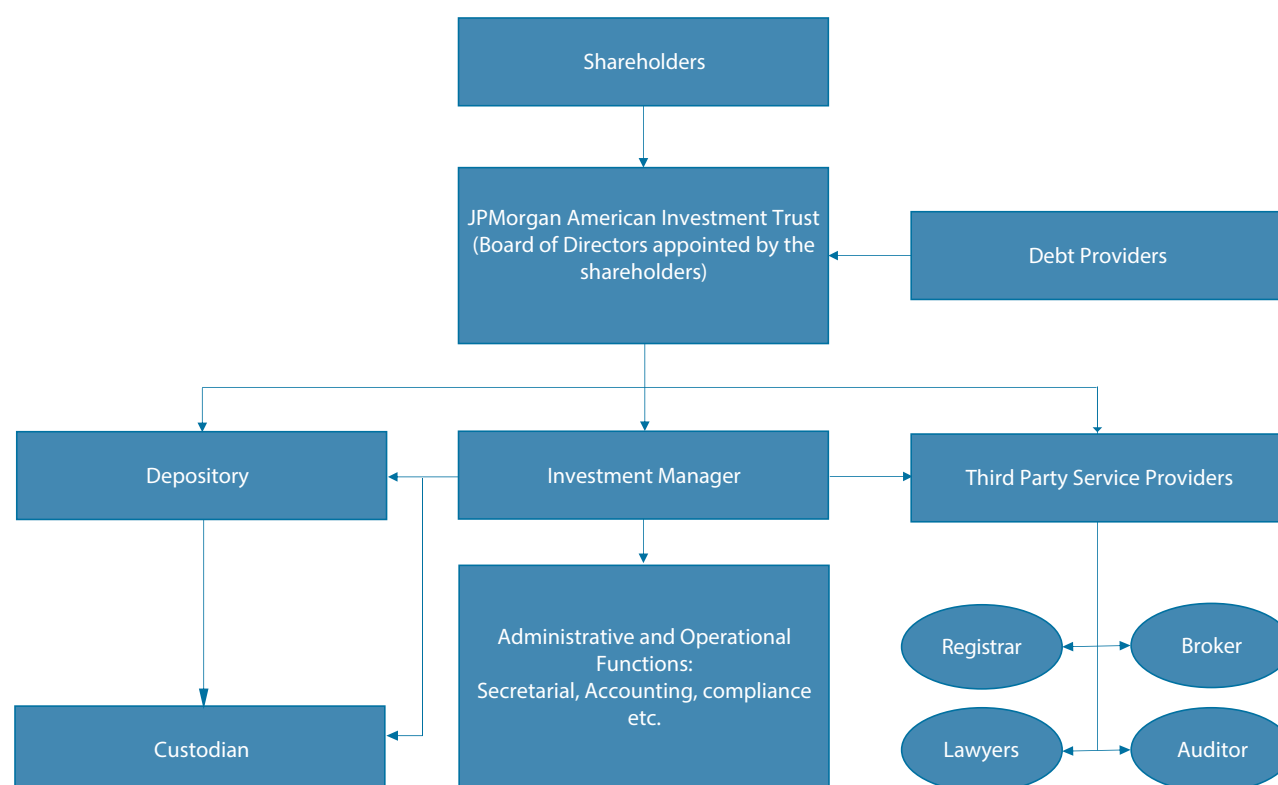 Shareholders
JPMorgan American Investment Trust
(Board of Directors appointed by the
shareholders)
Debt Providers
Depository
Investment Manager
Third Party Service Providers
Administrative and Operational
Functions:
Secretarial, Accounting, compliance
etc.
Registrar
Broker
Custodian
Lawyers
Auditor